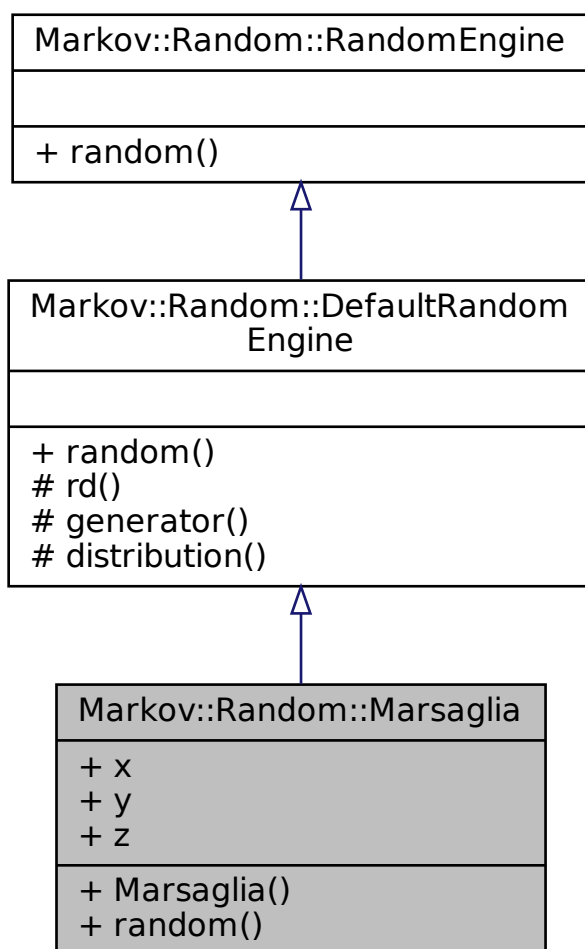 Markov::Random::RandomEngine
+ random()
Markov::Random::DefaultRandom
Engine
+ random()
# rd()
# generator()
# distribution()
Markov::Random::Marsaglia
+ x
+ y
+ z
+ Marsaglia()
+ random()